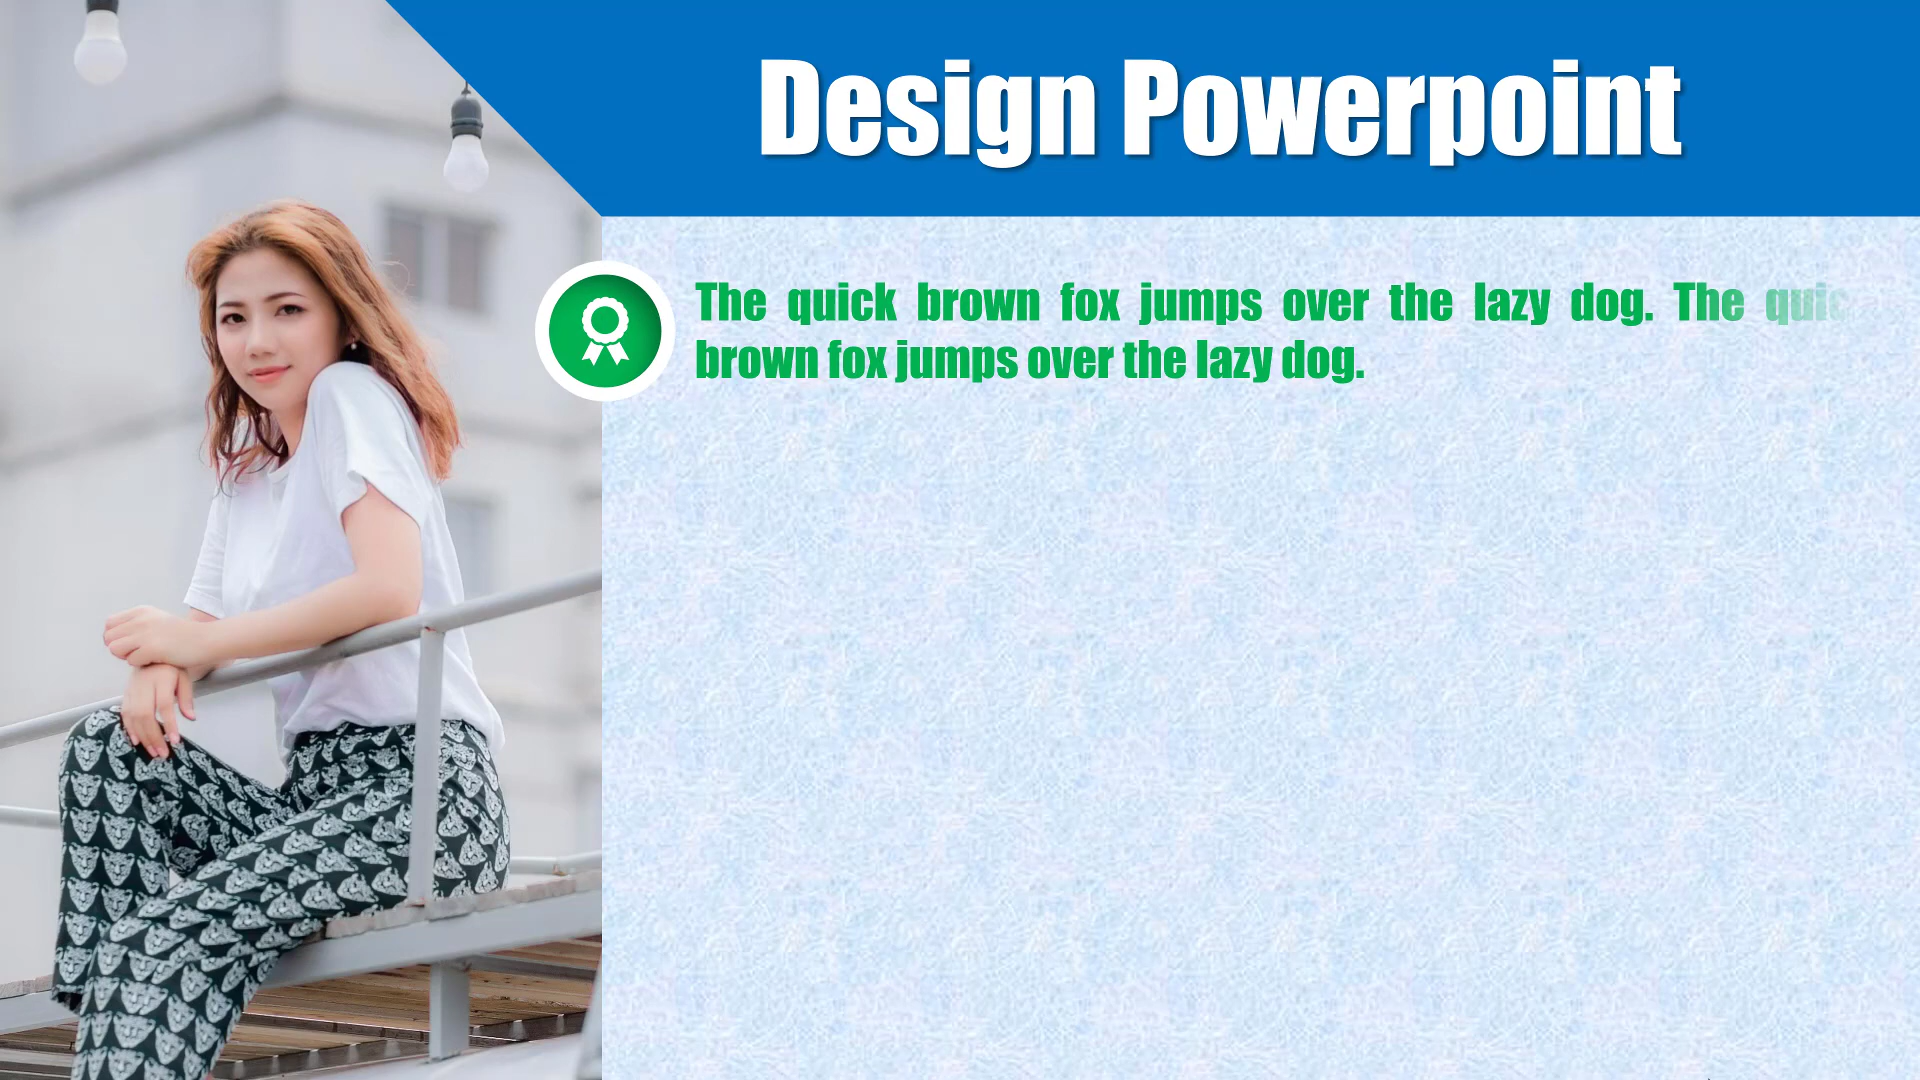 Design Powerpoint
The quick brown fox jumps over the lazy dog. The quic
brown fox jumps over the lazy dog.